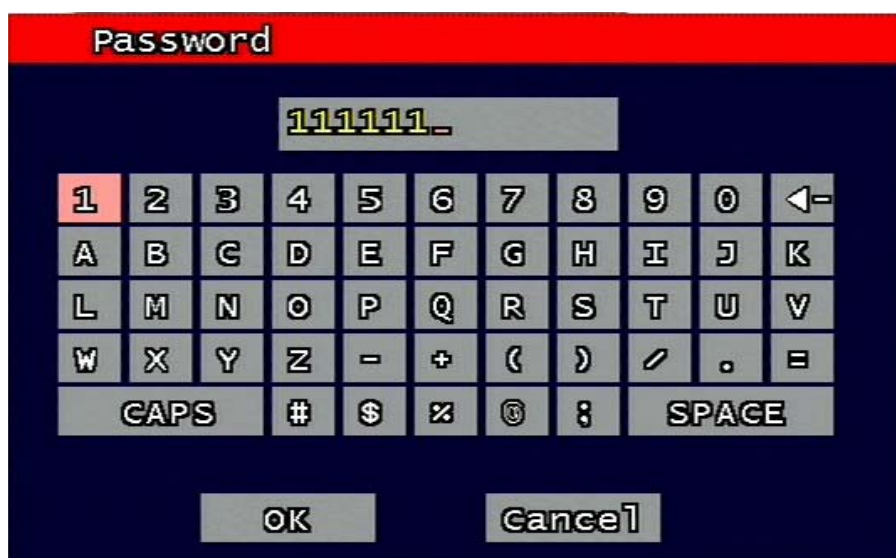 Password
111111_
1 2 3 4 5 6 7 8 9 0
A B C D E F G H I J K
L M N O P Q R S T U V
W X Y Z - + ( ) / . =
CAPS # $ % @ ; SPACE
OK Cancel